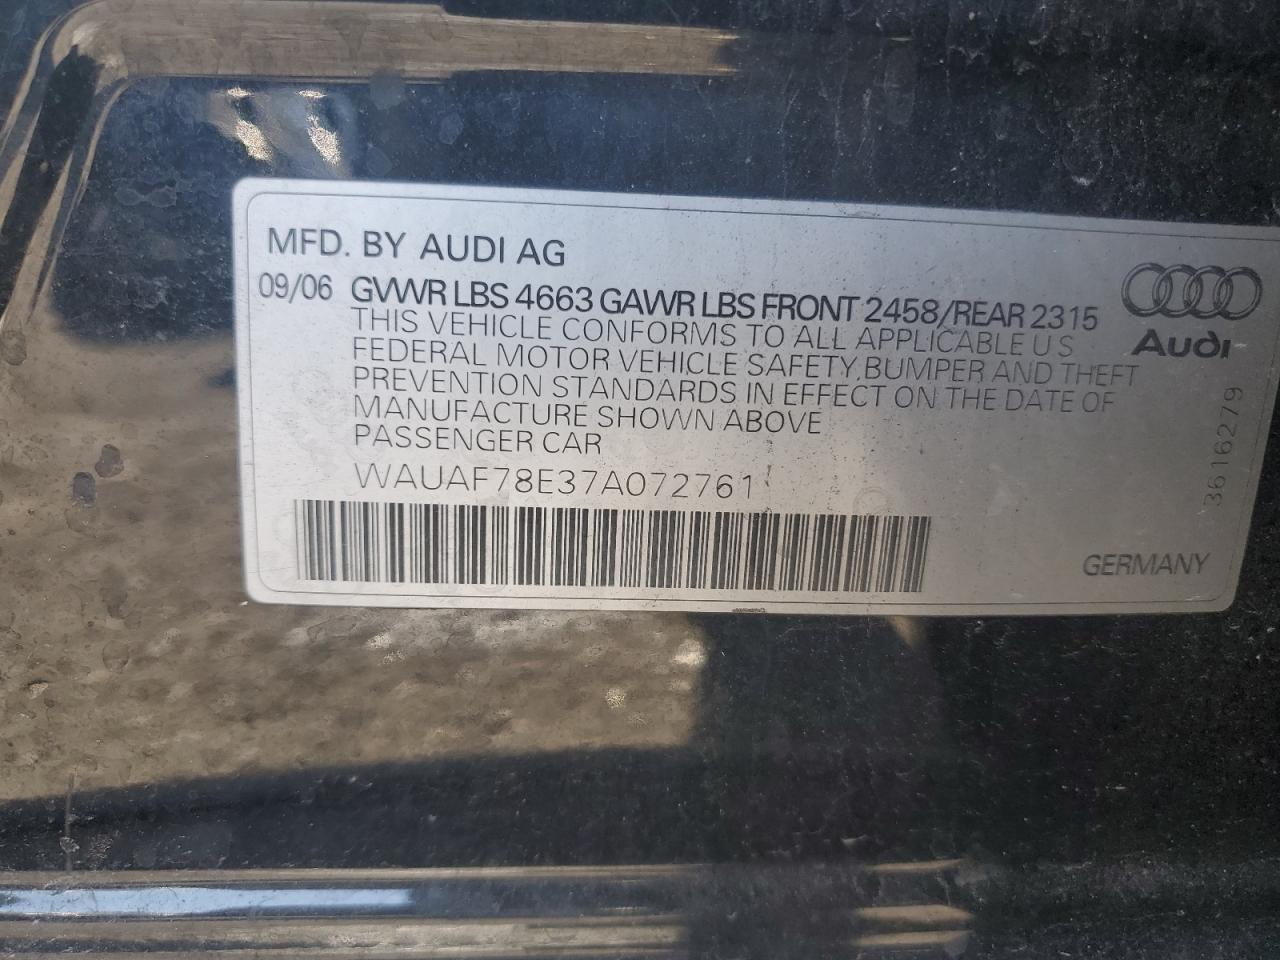 MFD. BY AUDI AG
09/06 GVWR LBS 4663 GAWR LBS FRONT 2458/REAR 2315
THIS VEHICLE CONFORMS TO ALL APPLICABLE U S
FEDERAL MOTOR VEHICLE SAFETY, BUMPER AND THEFT
PREVENTION STANDARDS IN EFFECT ON THE DATE OF
MANUFACTURE SHOWN ABOVE
PASSENGER CAR
WAUAF78E37A072761
Audi
3616279
GERMANY